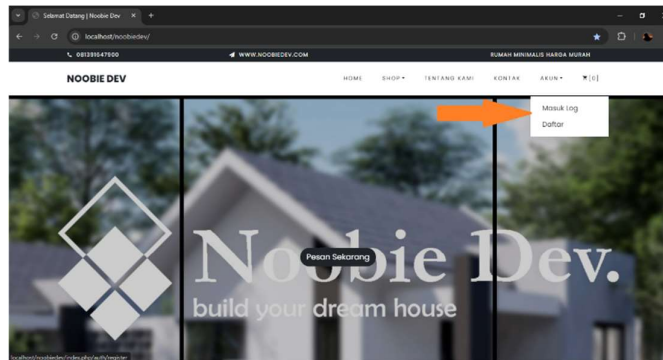 Selamat Datang | Noobie Dev
localhost/noobiedev/
081391647900 WWW.NOOBIEDEV.COM RUMAH MINIMALIS HARGA MURAH
NOOBIE DEV HOME SHOP TENTANG KAMI KONTAK AKUN [0]
Masuk Log
Daftar
Noobie Dev.
Pesan Sekarang
build your dream house
localhost/noobiedev/index.php/auth/register